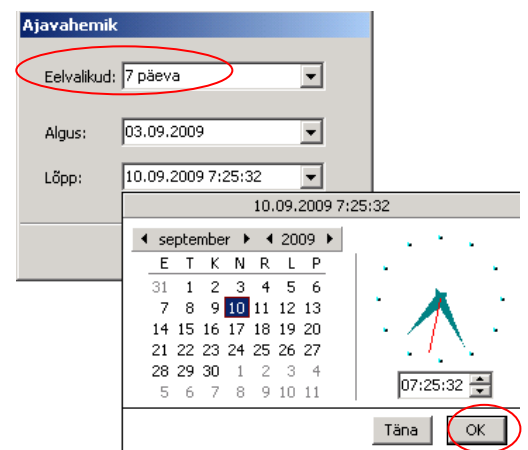 Ajavahemik
Eelvalikud: 7 päeva
Algus: 03.09.2009
Lõpp: 10.09.2009 7:25:32
10.09.2009 7:25:32
september 2009
E T K N R L P
31 1 2 3 4 5 6
7 8 9 10 11 12 13
14 15 16 17 18 19 20
21 22 23 24 25 26 27
28 29 30 1 2 3 4
5 6 7 8 9 10 11
07:25:32
Täna OK